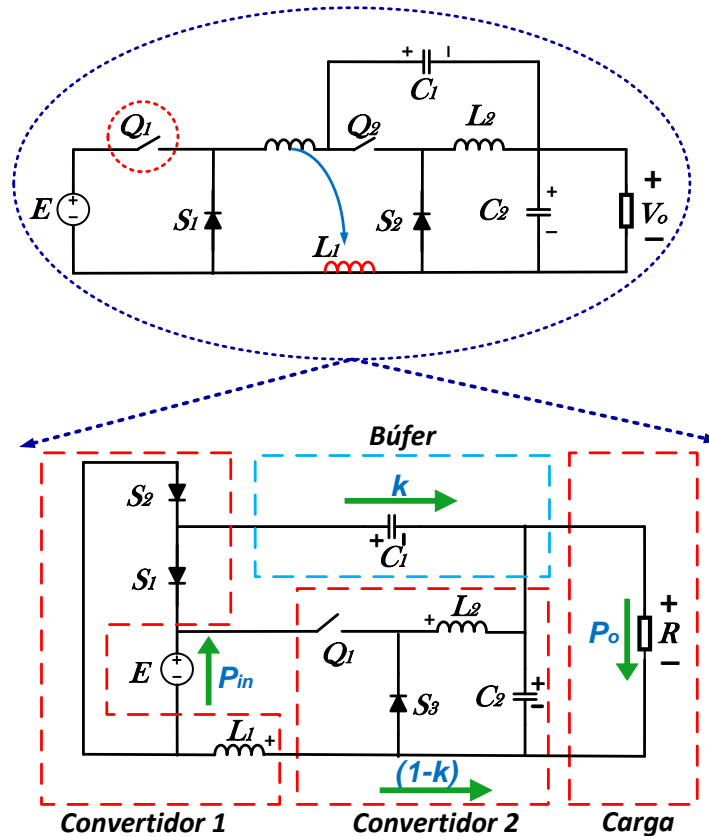 +
C1
Q1
Q2
L2
E
+
−
S1
L1
S2
C2
+
−
+
Vo
−
Búfer
k
S2
+
C1
S1
+
L2
Q1
+
−
E
Pin
S3
C2
+
−
Po
+
R
−
L1
+
(1-k)
Convertidor 1
Convertidor 2
Carga